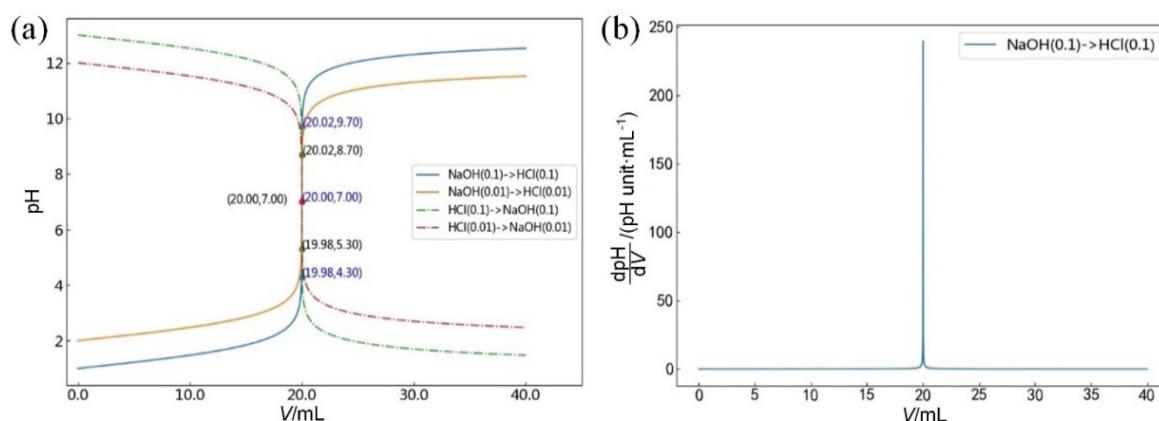 (a)
pH
12
10
8
6
4
2
(20.02,9.70)
(20.02,8.70)
(20.00,7.00)
(20.00,7.00)
(19.98,5.30)
(19.98,4.30)
NaOH(0.1)->HCl(0.1)
NaOH(0.01)->HCl(0.01)
HCl(0.1)->NaOH(0.1)
HCl(0.01)->NaOH(0.01)
0.0 10.0 20.0 30.0 40.0
V/mL
(b)
dpH/dV /(pH unit·mL⁻¹)
250
200
150
100
50
0
NaOH(0.1)->HCl(0.1)
0 5 10 15 20 25 30 35 40
V/mL